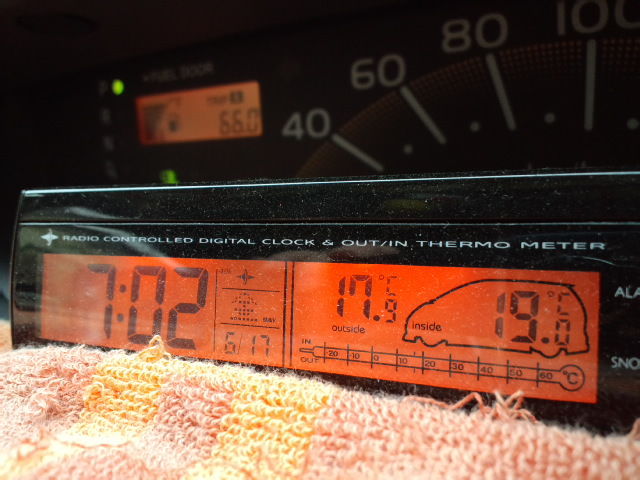 FUEL DOOR
P
R
N
TRIP
66.0
40 60 80 100
RADIO CONTROLLED DIGITAL CLOCK & OUT/IN THERMO METER
7:02
6/17
17.9 °C
outside
inside
19.0 °C
IN
OUT
-20 -10 0 10 20 30 40 50 60 °C
ALA
SNO